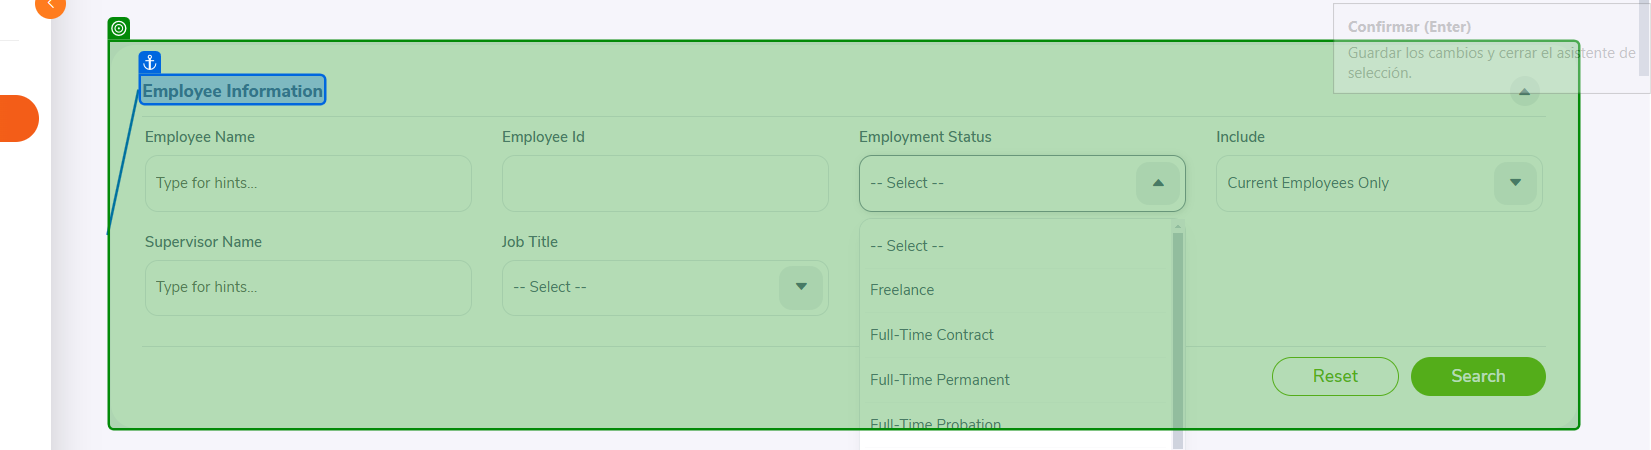 Confirmar (Enter)
Guardar los cambios y cerrar el asistente de
selección.
Employee Information
Employee Name
Employee Id
Employment Status
Include
Type for hints...
-- Select --
Current Employees Only
Supervisor Name
Job Title
-- Select --
Type for hints...
-- Select --
Freelance
Full-Time Contract
Full-Time Permanent
Reset
Search
Full-Time Probation